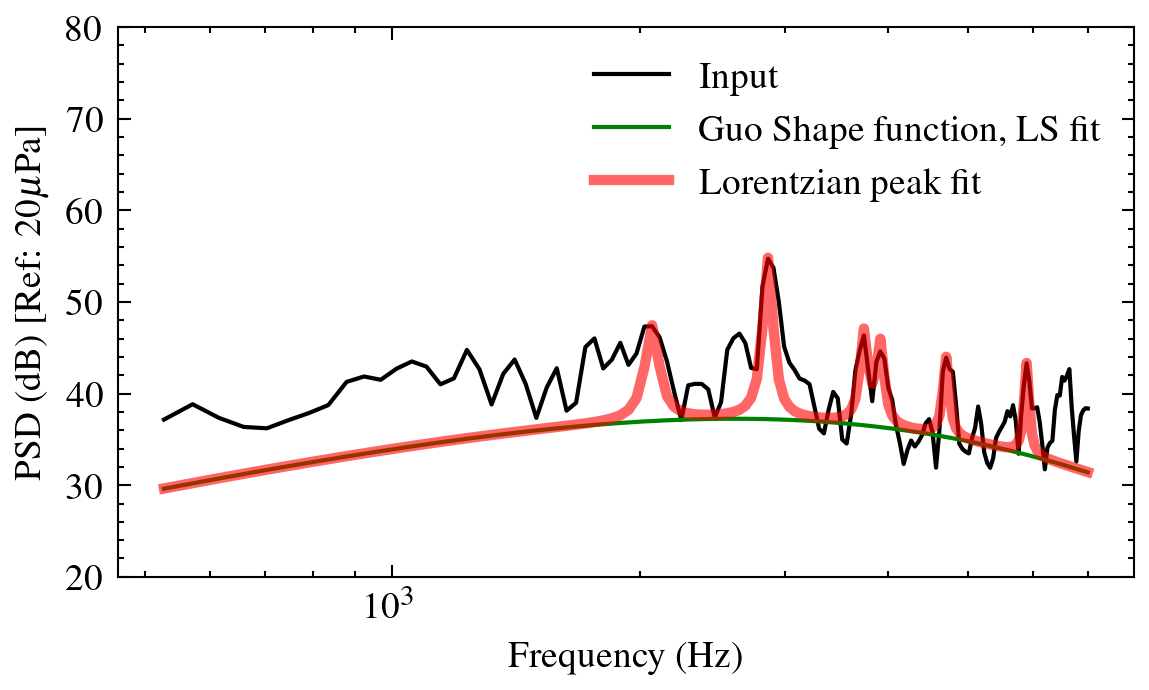 80
70
60
50
40
30
20
PSD (dB) [Ref: 20μPa]
Input
Guo Shape function, LS fit
Lorentzian peak fit
10³
Frequency (Hz)